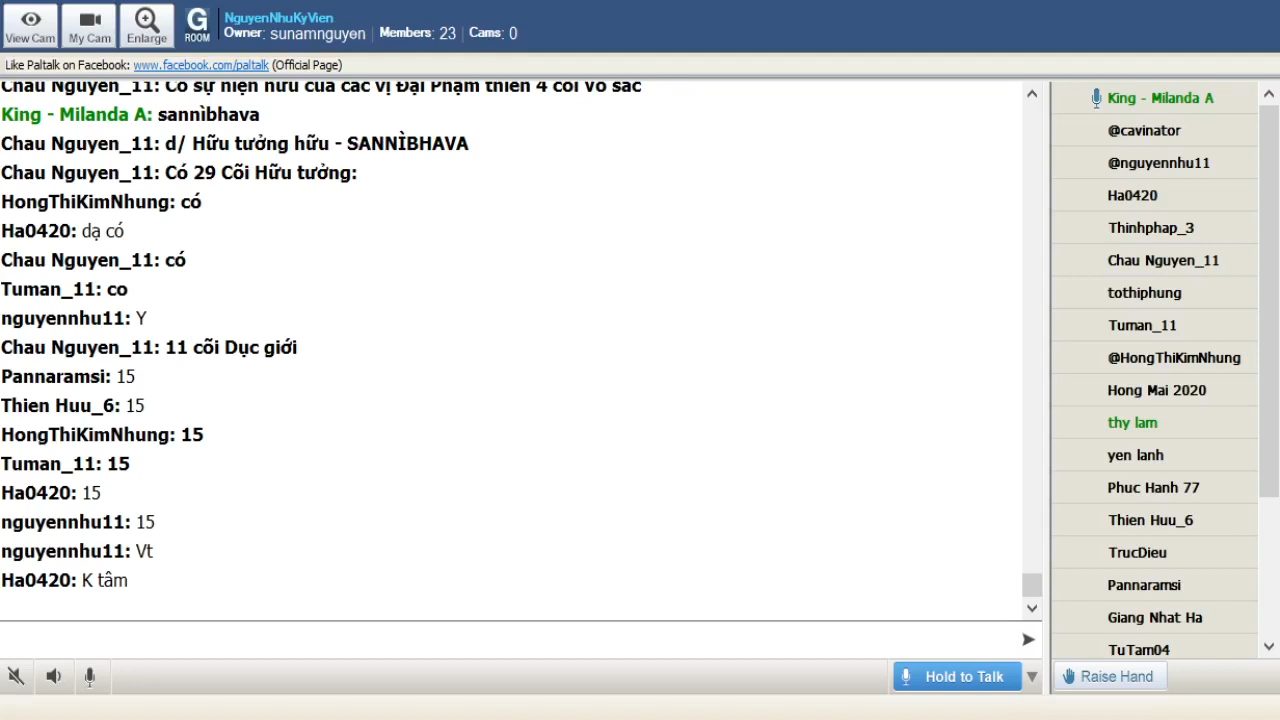 View Cam
My Cam
Enlarge
G
ROOM
NguyenNhuKyVien
Owner: sunamnguyen | Members: 23 | Cams: 0
Like Paltalk on Facebook: www.facebook.com/paltalk (Official Page)
Chau Nguyen_11: Có sự hiện hữu của các vị Đại Phạm thiên 4 cõi Vô sắc
King - Milanda A: sannìbhava
Chau Nguyen_11: d/ Hữu tưởng hữu - SANNÌBHAVA
Chau Nguyen_11: Có 29 Cõi Hữu tưởng:
HongThiKimNhung: có
Ha0420: dạ có
Chau Nguyen_11: có
Tuman_11: co
nguyennhu11: Y
Chau Nguyen_11: 11 cõi Dục giới
Pannaramsi: 15
Thien Huu_6: 15
HongThiKimNhung: 15
Tuman_11: 15
Ha0420: 15
nguyennhu11: 15
nguyennhu11: Vt
Ha0420: K tâm
King - Milanda A
@cavinator
@nguyennhu11
Ha0420
Thinhphap_3
Chau Nguyen_11
tothiphung
Tuman_11
@HongThiKimNhung
Hong Mai 2020
thy lam
yen lanh
Phuc Hanh 77
Thien Huu_6
TrucDieu
Pannaramsi
Giang Nhat Ha
TuTam04
Hold to Talk
Raise Hand